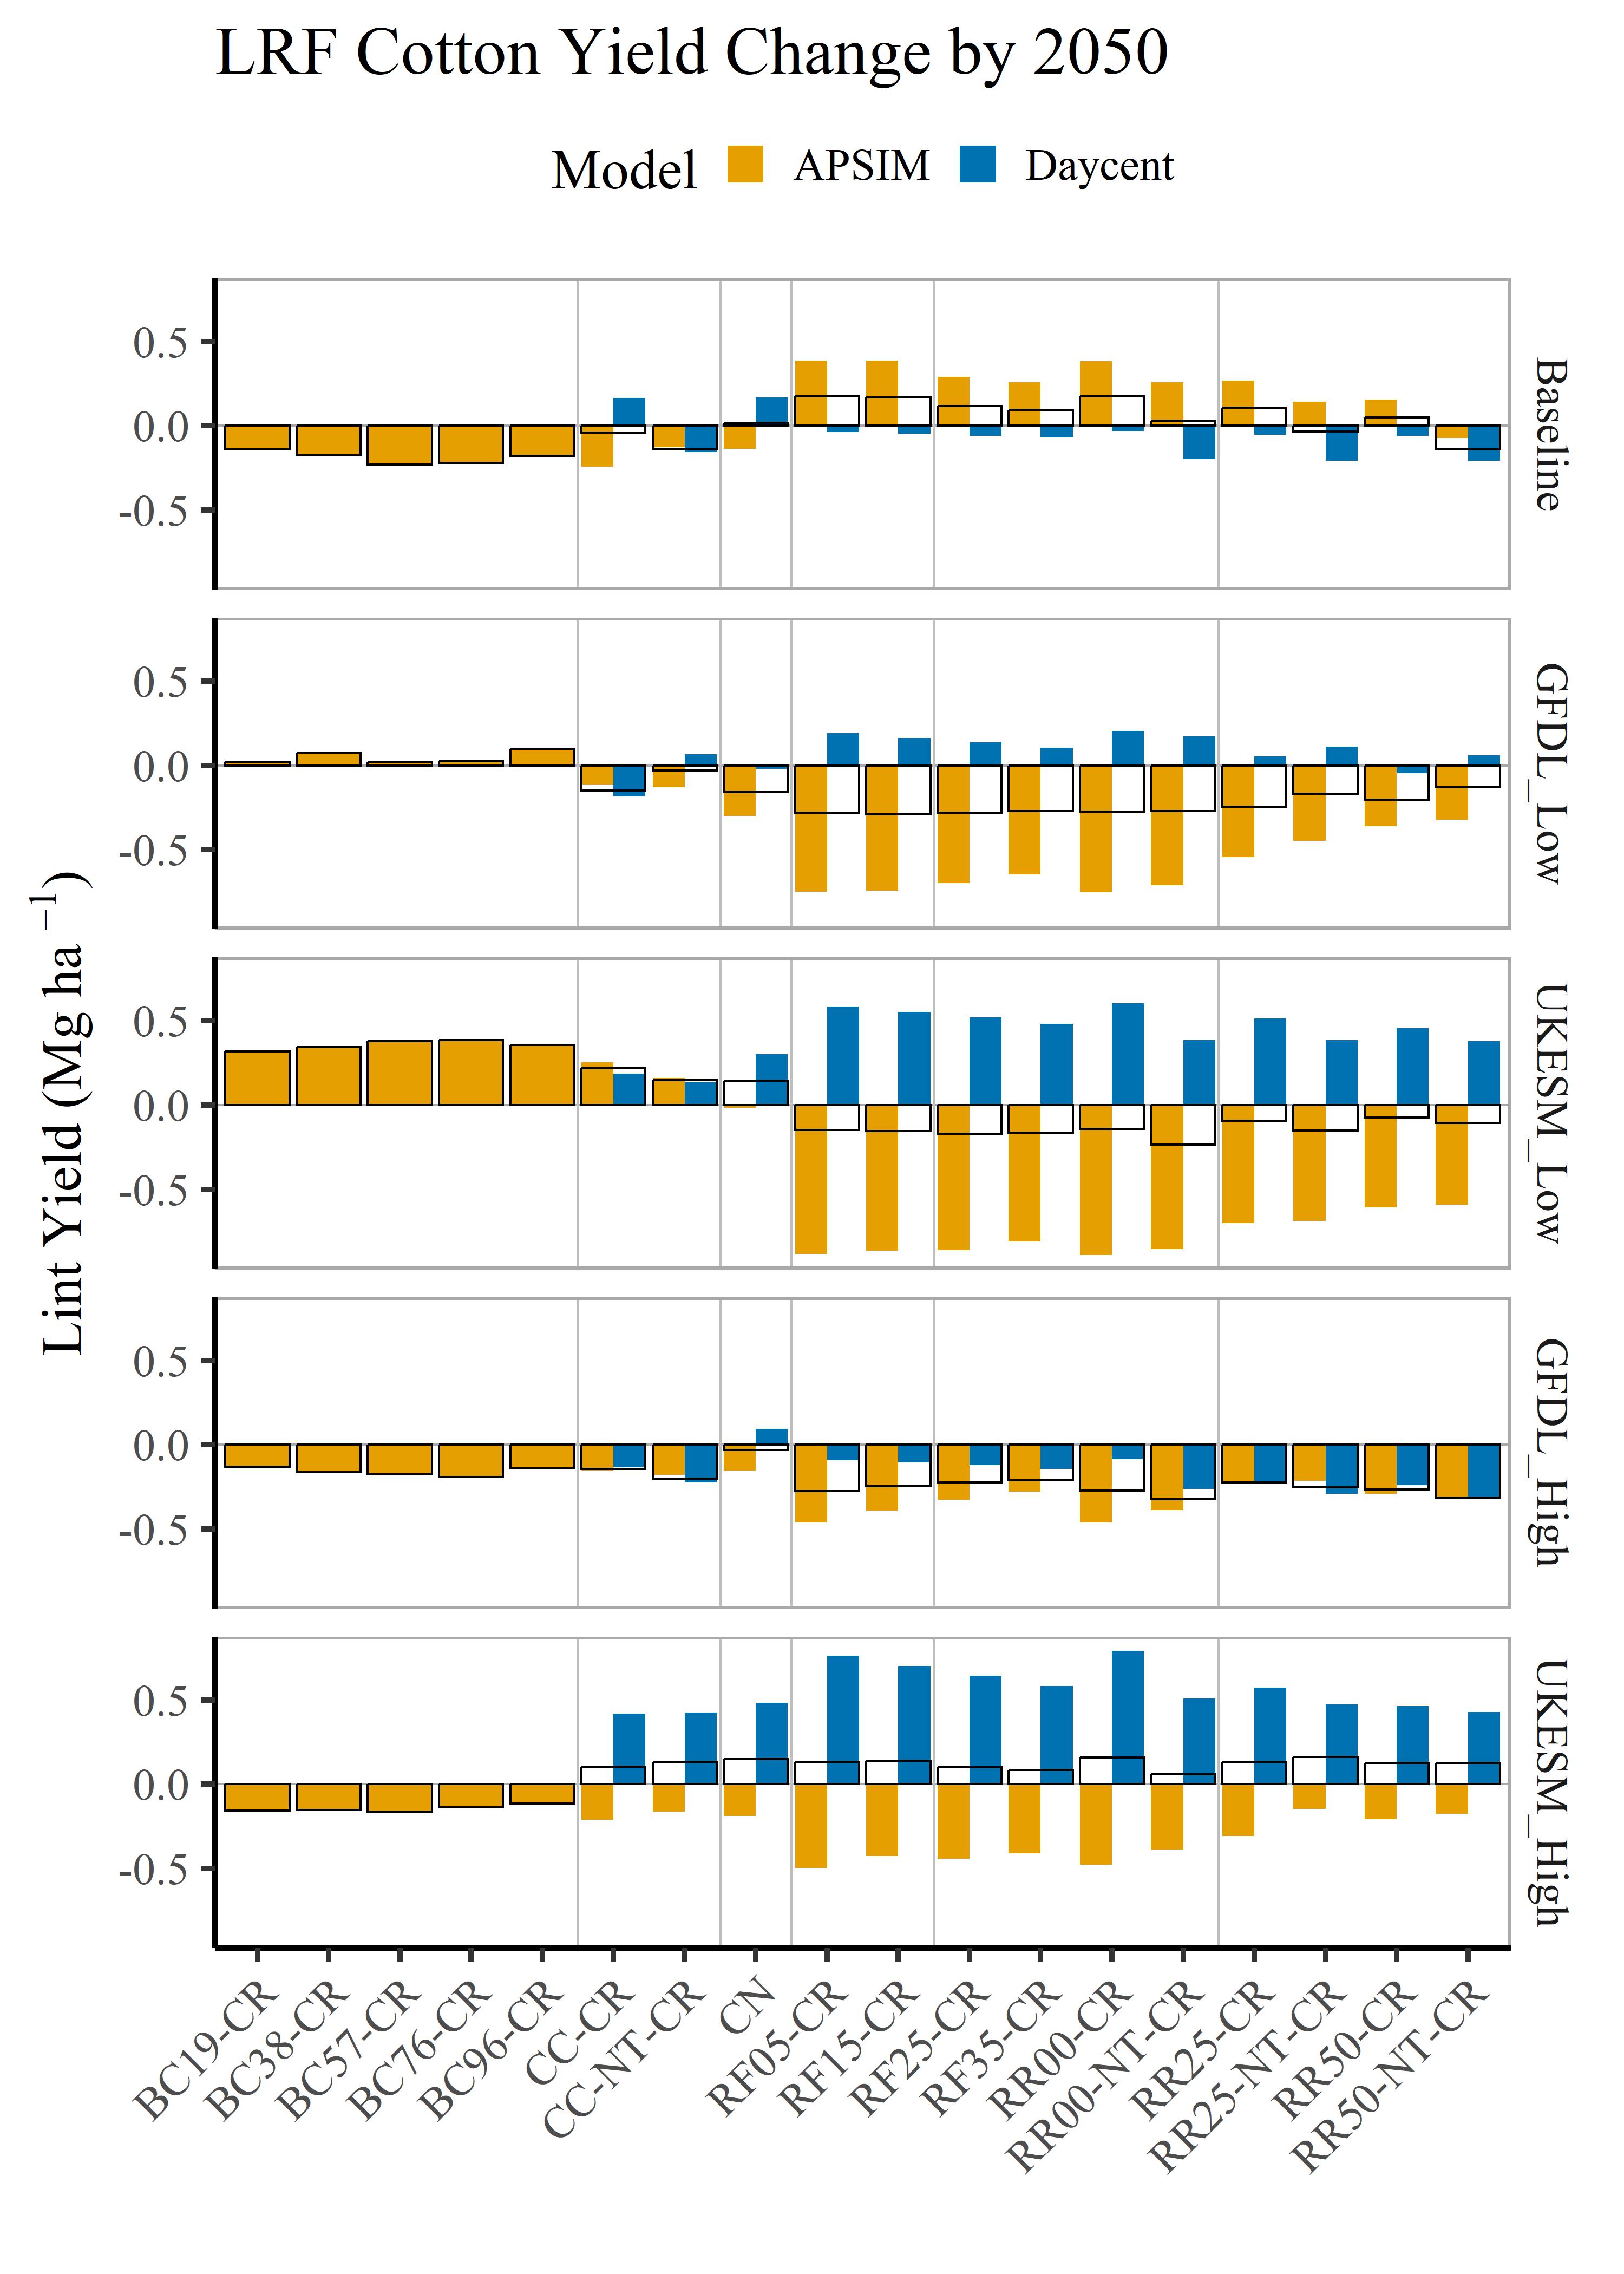 LRF Cotton Yield Change by 2050
Model APSIM Daycent
Lint Yield (Mg ha⁻¹)
0.5
0.0
-0.5
Baseline
0.5
0.0
-0.5
GFDL_Low
0.5
0.0
-0.5
UKESM_Low
0.5
0.0
-0.5
GFDL_High
0.5
0.0
-0.5
UKESM_High
BC19-CR
BC38-CR
BC57-CR
BC76-CR
BC96-CR
CC-CR
CC-NT-CR
CN
RF05-CR
RF15-CR
RF25-CR
RF35-CR
RR00-CR
RR00-NT-CR
RR25-CR
RR25-NT-CR
RR50-CR
RR50-NT-CR